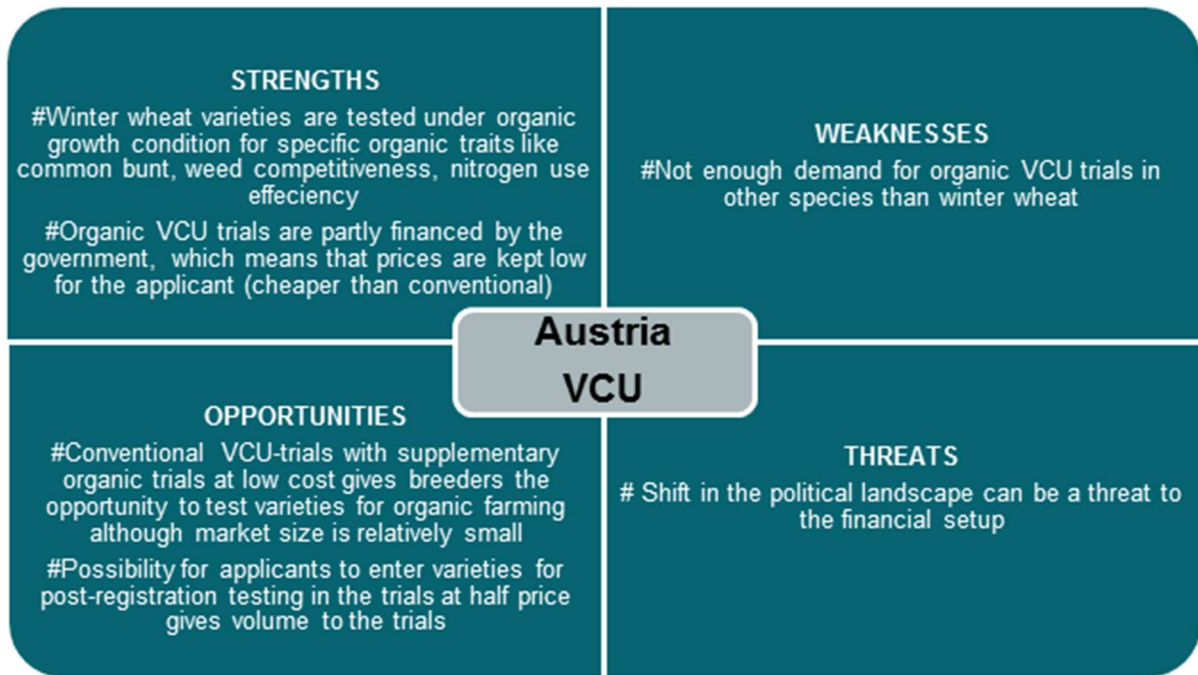 STRENGTHS
#Winter wheat varieties are tested under organic
growth condition for specific organic traits like
common bunt, weed competitiveness, nitrogen use
effeciency
#Organic VCU trials are partly financed by the
government, which means that prices are kept low
for the applicant (cheaper than conventional)
WEAKNESSES
#Not enough demand for organic VCU trials in
other species than winter wheat
Austria
VCU
OPPORTUNITIES
#Conventional VCU-trials with supplementary
organic trials at low cost gives breeders the
opportunity to test varieties for organic farming
although market size is relatively small
#Possibility for applicants to enter varieties for
post-registration testing in the trials at half price
gives volume to the trials
THREATS
# Shift in the political landscape can be a threat to
the financial setup